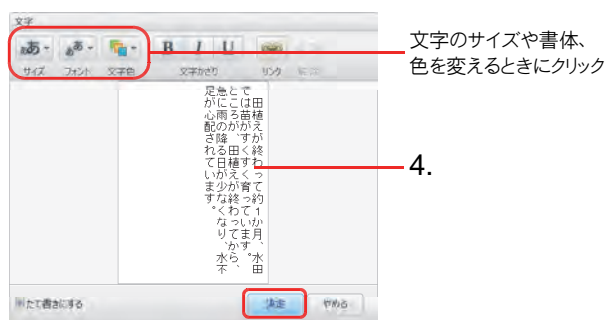 文字
あ あ
B I U
サイズ フォント 文字色 文字かざり リンク
田植えが終わって約1か月、水田
では苗がすくすく育っています。
ところが、田植えが終わってから、
急に雨の降る日が少なくなり、水不
足が心配されています。
たて書きにする
決定 やめる
文字のサイズや書体、
色を変えるときにクリック
4.